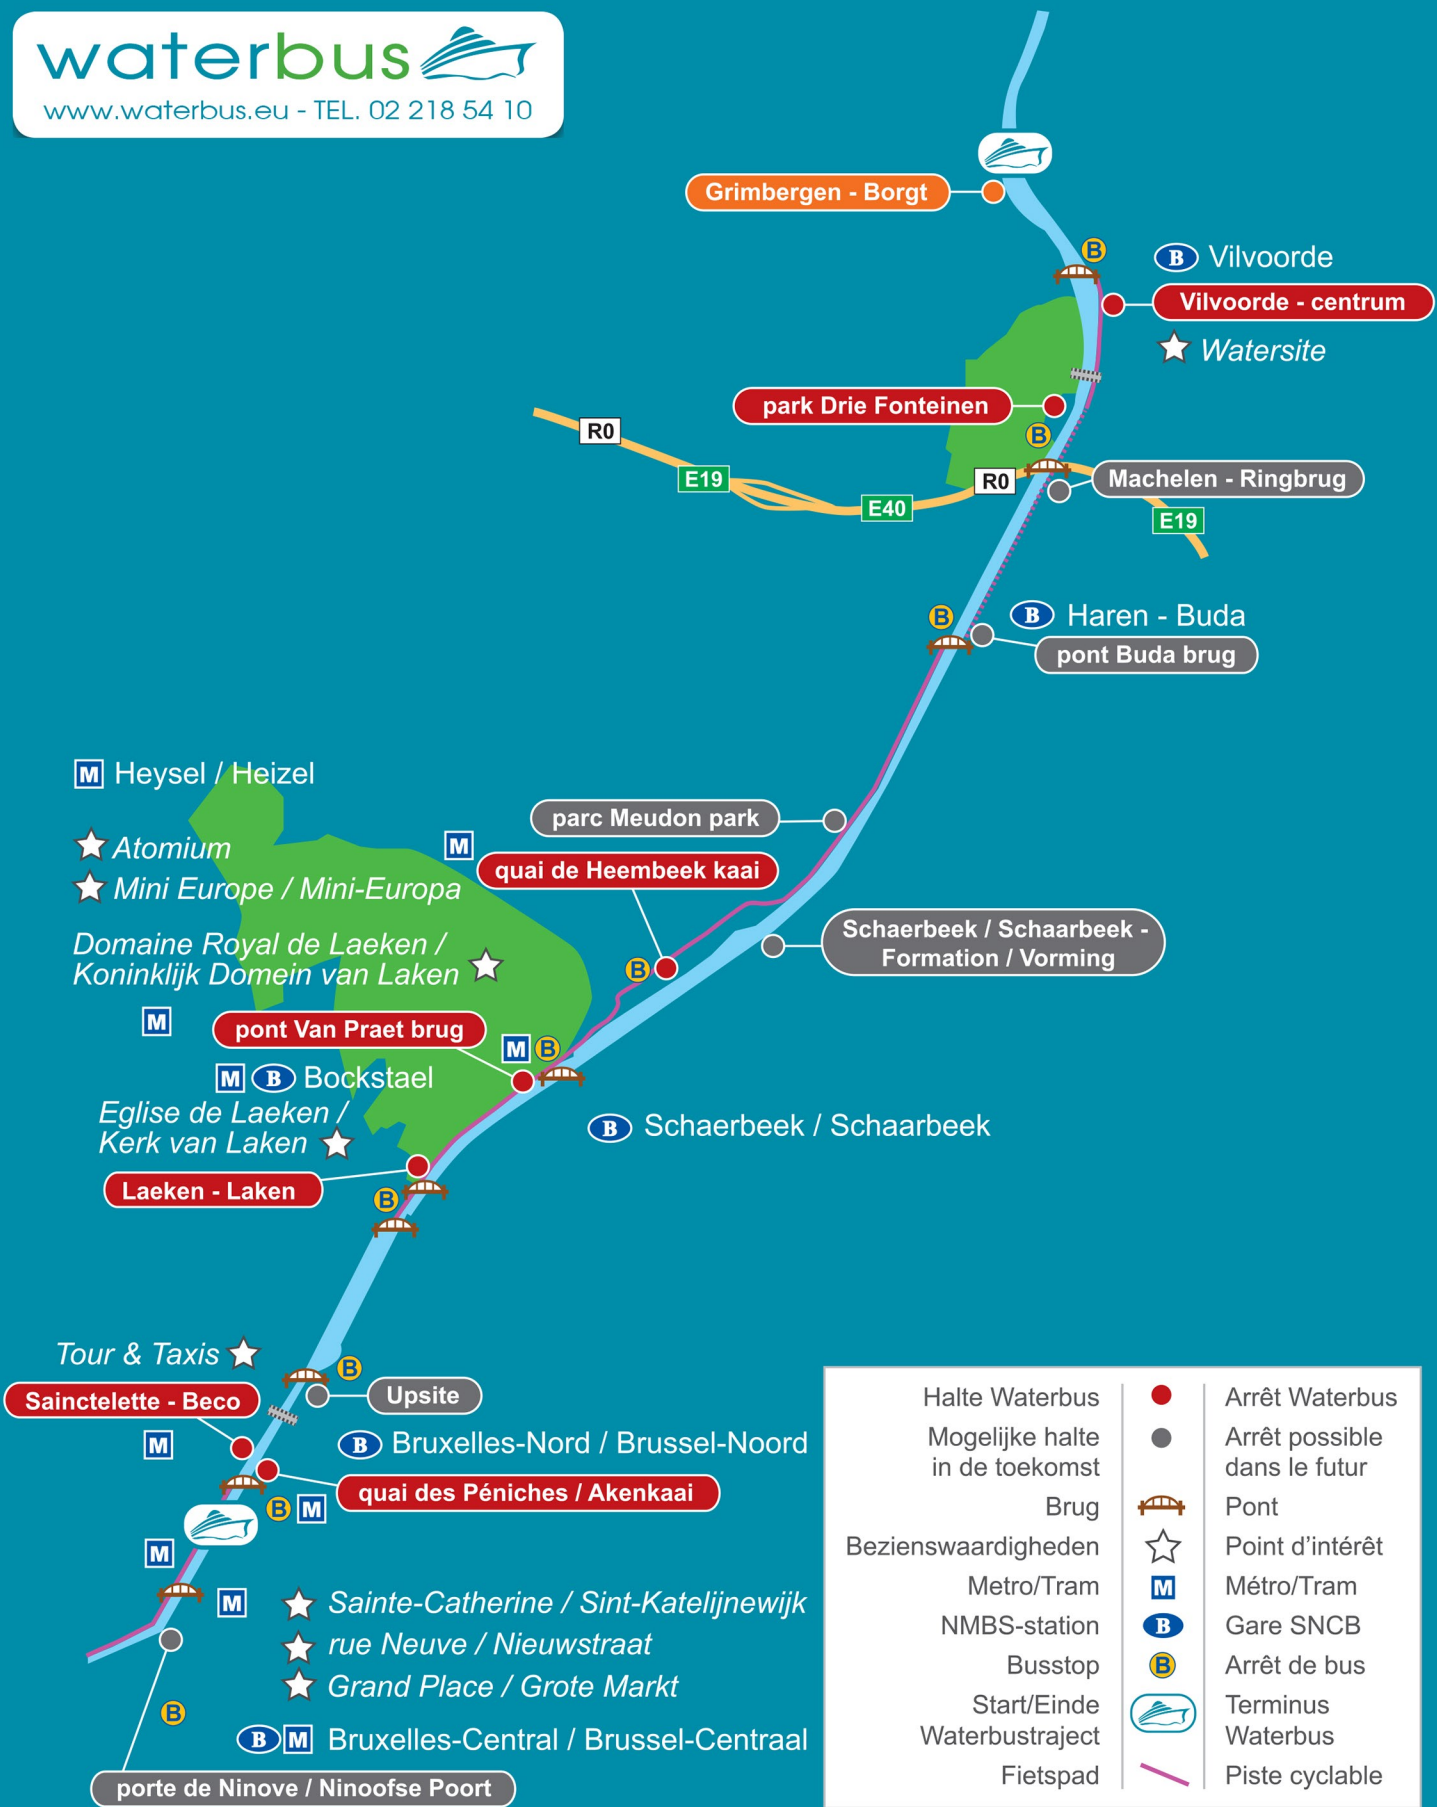 waterbus
www.waterbus.eu - TEL. 02 218 54 10
Grimbergen - Borgt
B
B Vilvoorde
Vilvoorde - centrum
Watersite
park Drie Fonteinen
B
R0
E19
E40
R0
Machelen - Ringbrug
E19
B
B Haren - Buda
pont Buda brug
M Heysel / Heizel
Atomium
Mini Europe / Mini-Europa
M
parc Meudon park
quai de Heembeek kaai
Schaerbeek / Schaarbeek -
Formation / Vorming
Domaine Royal de Laeken /
Koninklijk Domein van Laken
B
M
pont Van Praet brug
M B
M B Bockstael
Eglise de Laeken /
Kerk van Laken
B Schaerbeek / Schaarbeek
Laeken - Laken
B
Tour & Taxis
B
Sainctelette - Beco
Upsite
M
B Bruxelles-Nord / Brussel-Noord
quai des Péniches / Akenkaai
B M
M
M
Sainte-Catherine / Sint-Katelijnewijk
rue Neuve / Nieuwstraat
Grand Place / Grote Markt
B
B M Bruxelles-Central / Brussel-Centraal
porte de Ninove / Ninoofse Poort
Halte Waterbus Arrêt Waterbus
Mogelijke halte Arrêt possible
in de toekomst dans le futur
Brug Pont
Bezienswaardigheden Point d'intérêt
Metro/Tram M Métro/Tram
NMBS-station B Gare SNCB
Busstop B Arrêt de bus
Start/Einde Terminus
Waterbustraject Waterbus
Fietspad Piste cyclable